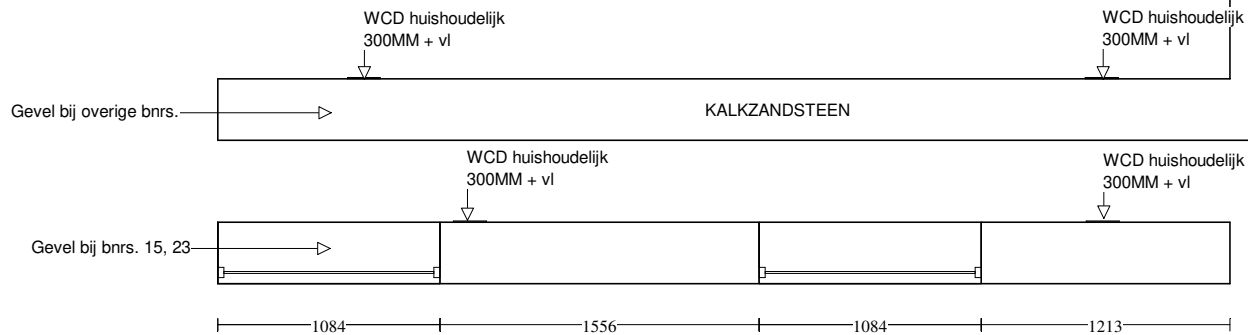 WCD huishoudelijk
300MM + vl
WCD huishoudelijk
300MM + vl
Gevel bij overige bnrs.
KALKZANDSTEEN
WCD huishoudelijk
300MM + vl
WCD huishoudelijk
300MM + vl
Gevel bij bnrs. 15, 23
1084
1556
1084
1213